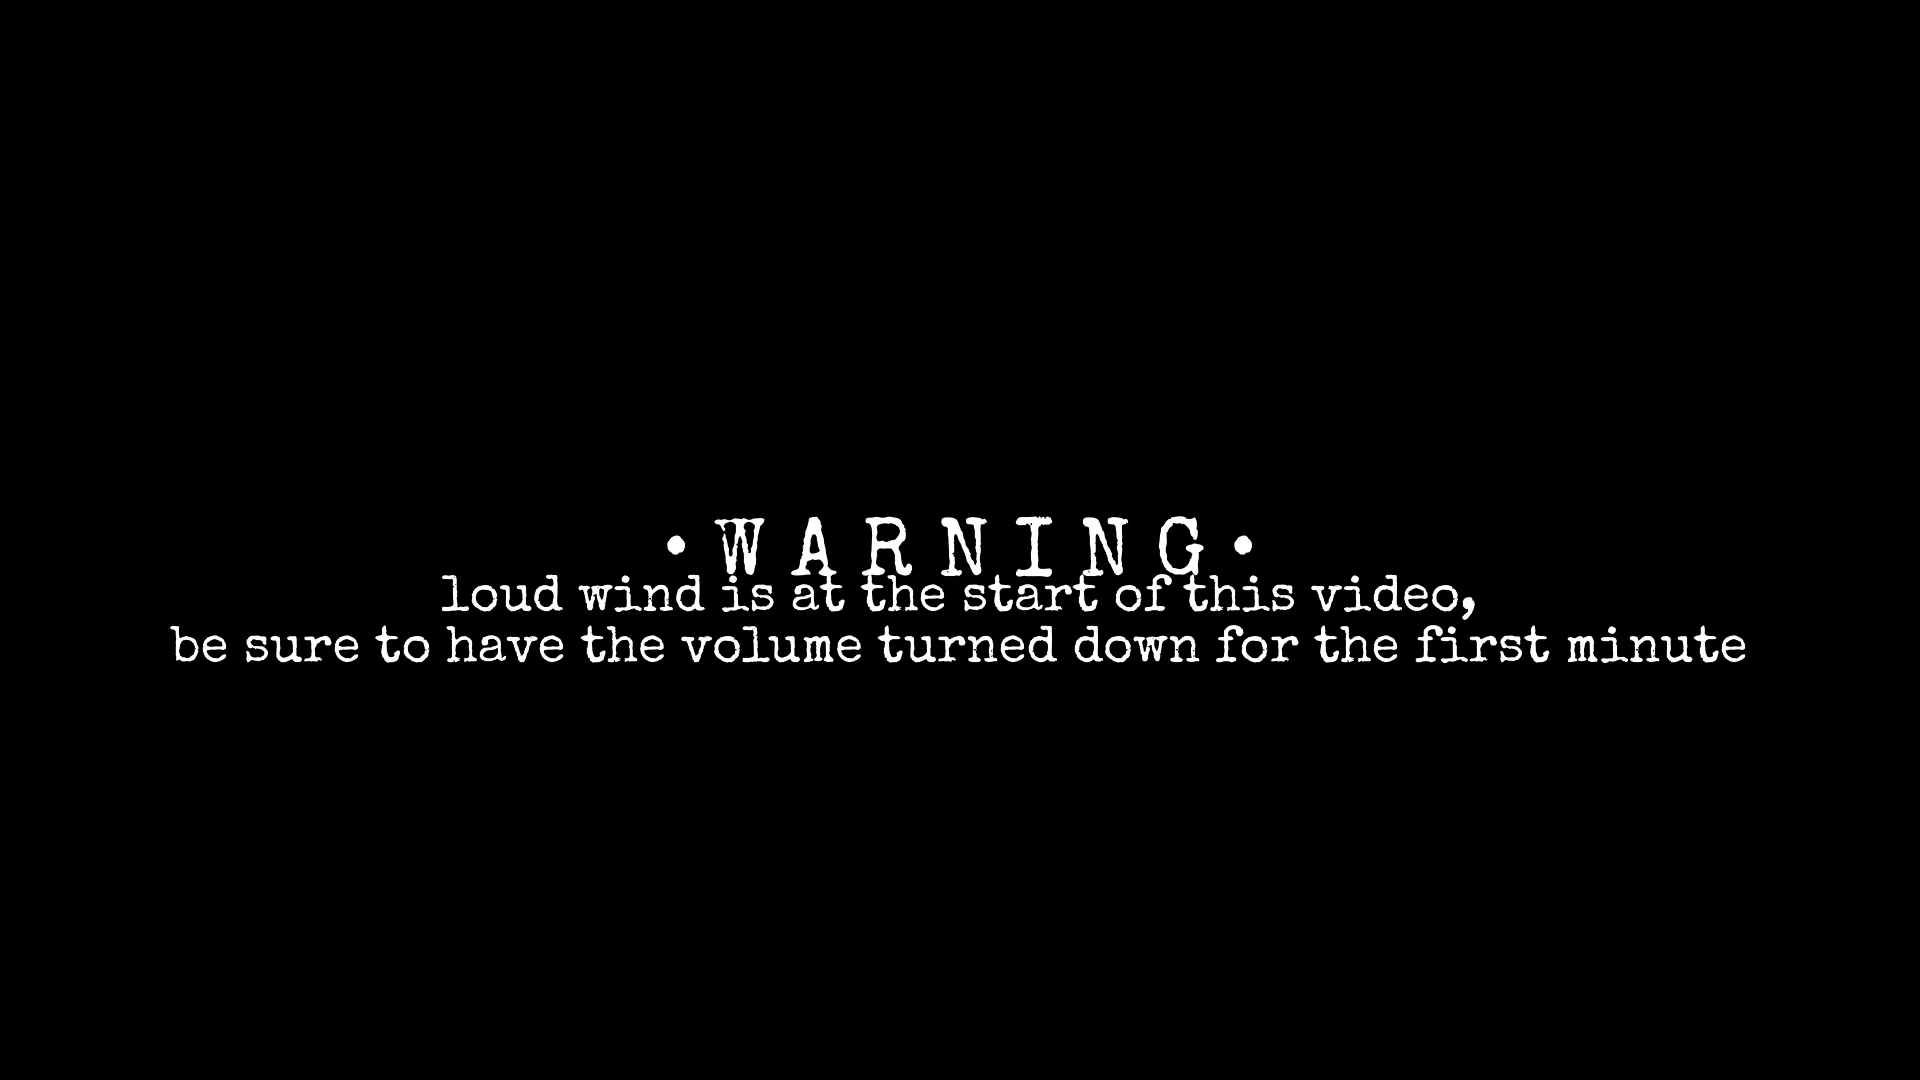 • W A R N I N G •
loud wind is at the start of this video,
be sure to have the volume turned down for the first minute